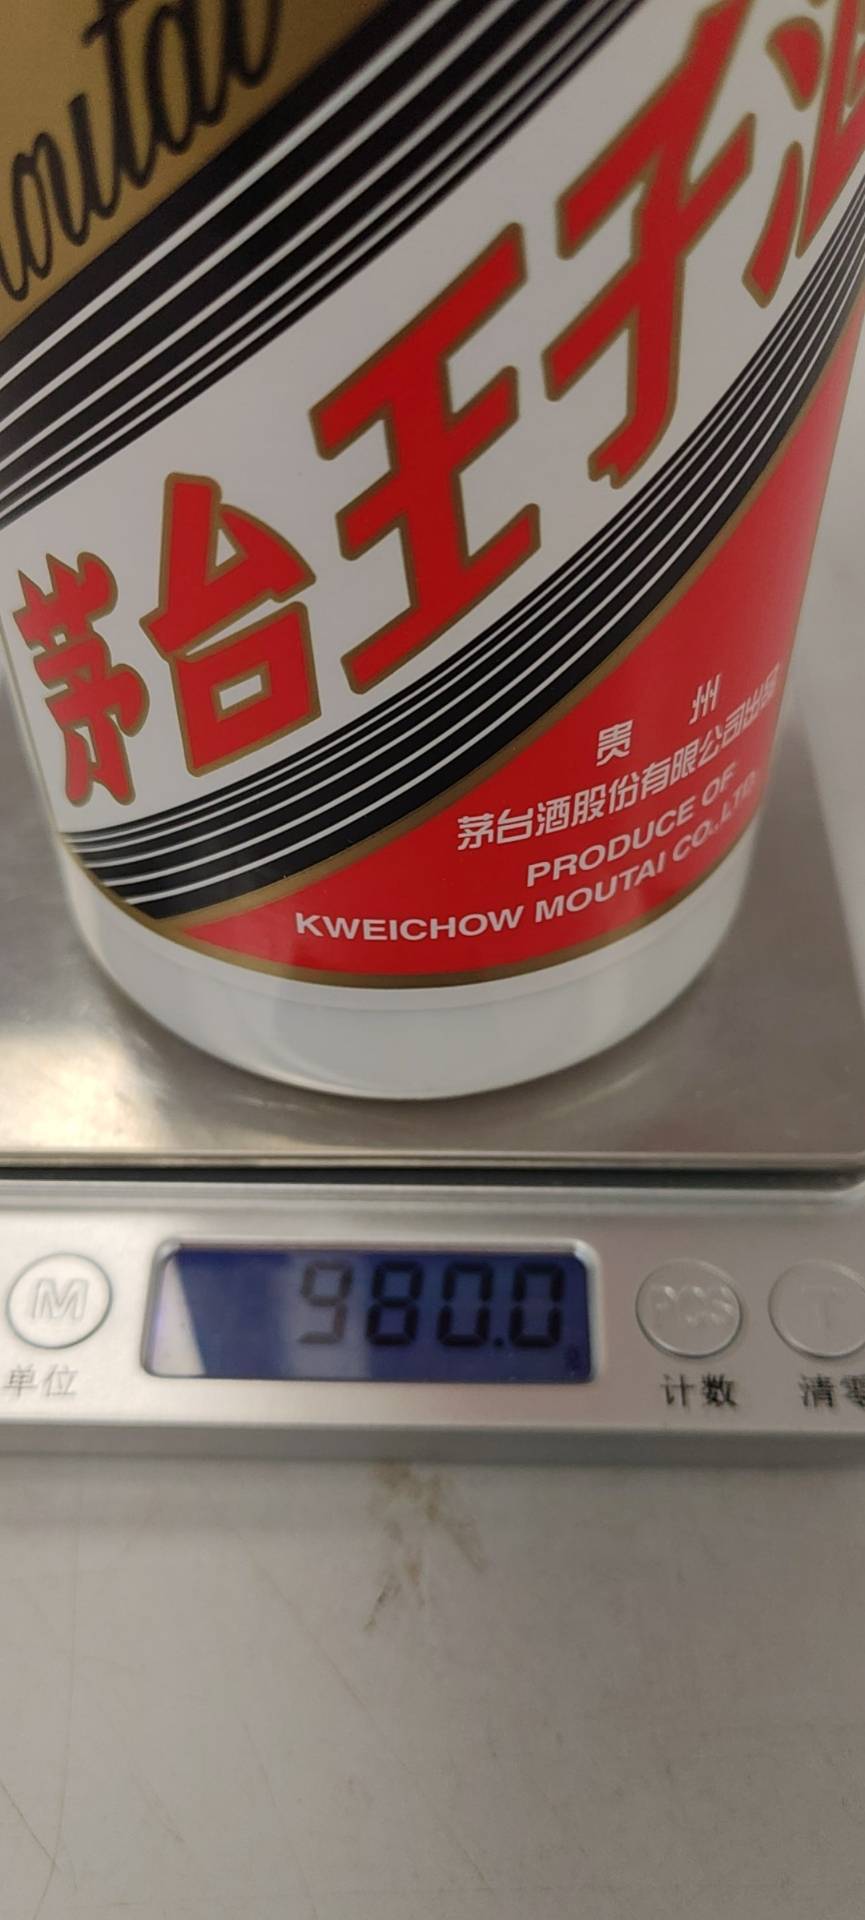 outai
茅台王子酒
贵州
茅台酒股份有限公司出品
PRODUCE OF
KWEICHOW MOUTAI CO.,LTD.
980.0
M
PCS
T
单位
计数
清零